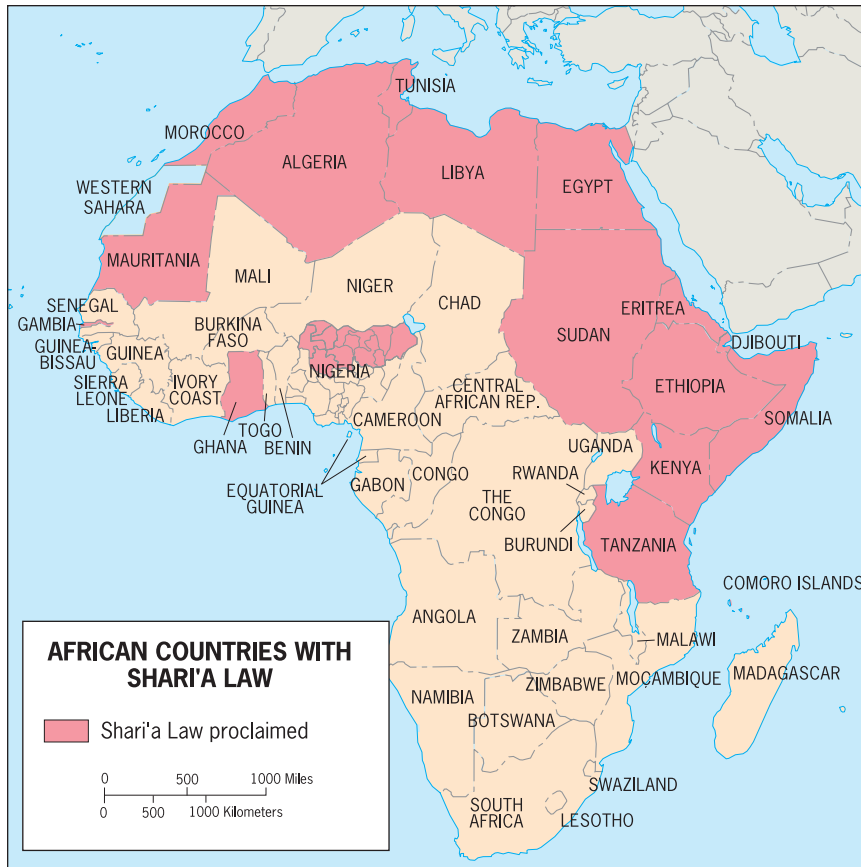 TUNISIA
MOROCCO
ALGERIA
LIBYA
EGYPT
WESTERN
SAHARA
MAURITANIA
MALI
NIGER
CHAD
SUDAN
ERITREA
DJIBOUTI
SENEGAL
GAMBIA
GUINEA-
BISSAU
GUINEA
BURKINA
FASO
SIERRA
LEONE
LIBERIA
IVORY
COAST
GHANA
TOGO
BENIN
NIGERIA
CAMEROON
CENTRAL
AFRICAN REP.
ETHIOPIA
SOMALIA
EQUATORIAL
GUINEA
GABON
CONGO
THE
CONGO
UGANDA
RWANDA
BURUNDI
KENYA
TANZANIA
COMORO ISLANDS
ANGOLA
ZAMBIA
MALAWI
MOÇAMBIQUE
MADAGASCAR
NAMIBIA
ZIMBABWE
BOTSWANA
SWAZILAND
SOUTH
AFRICA
LESOTHO
AFRICAN COUNTRIES WITH
SHARI'A LAW
Shari'a Law proclaimed
0 500 1000 Miles
0 500 1000 Kilometers